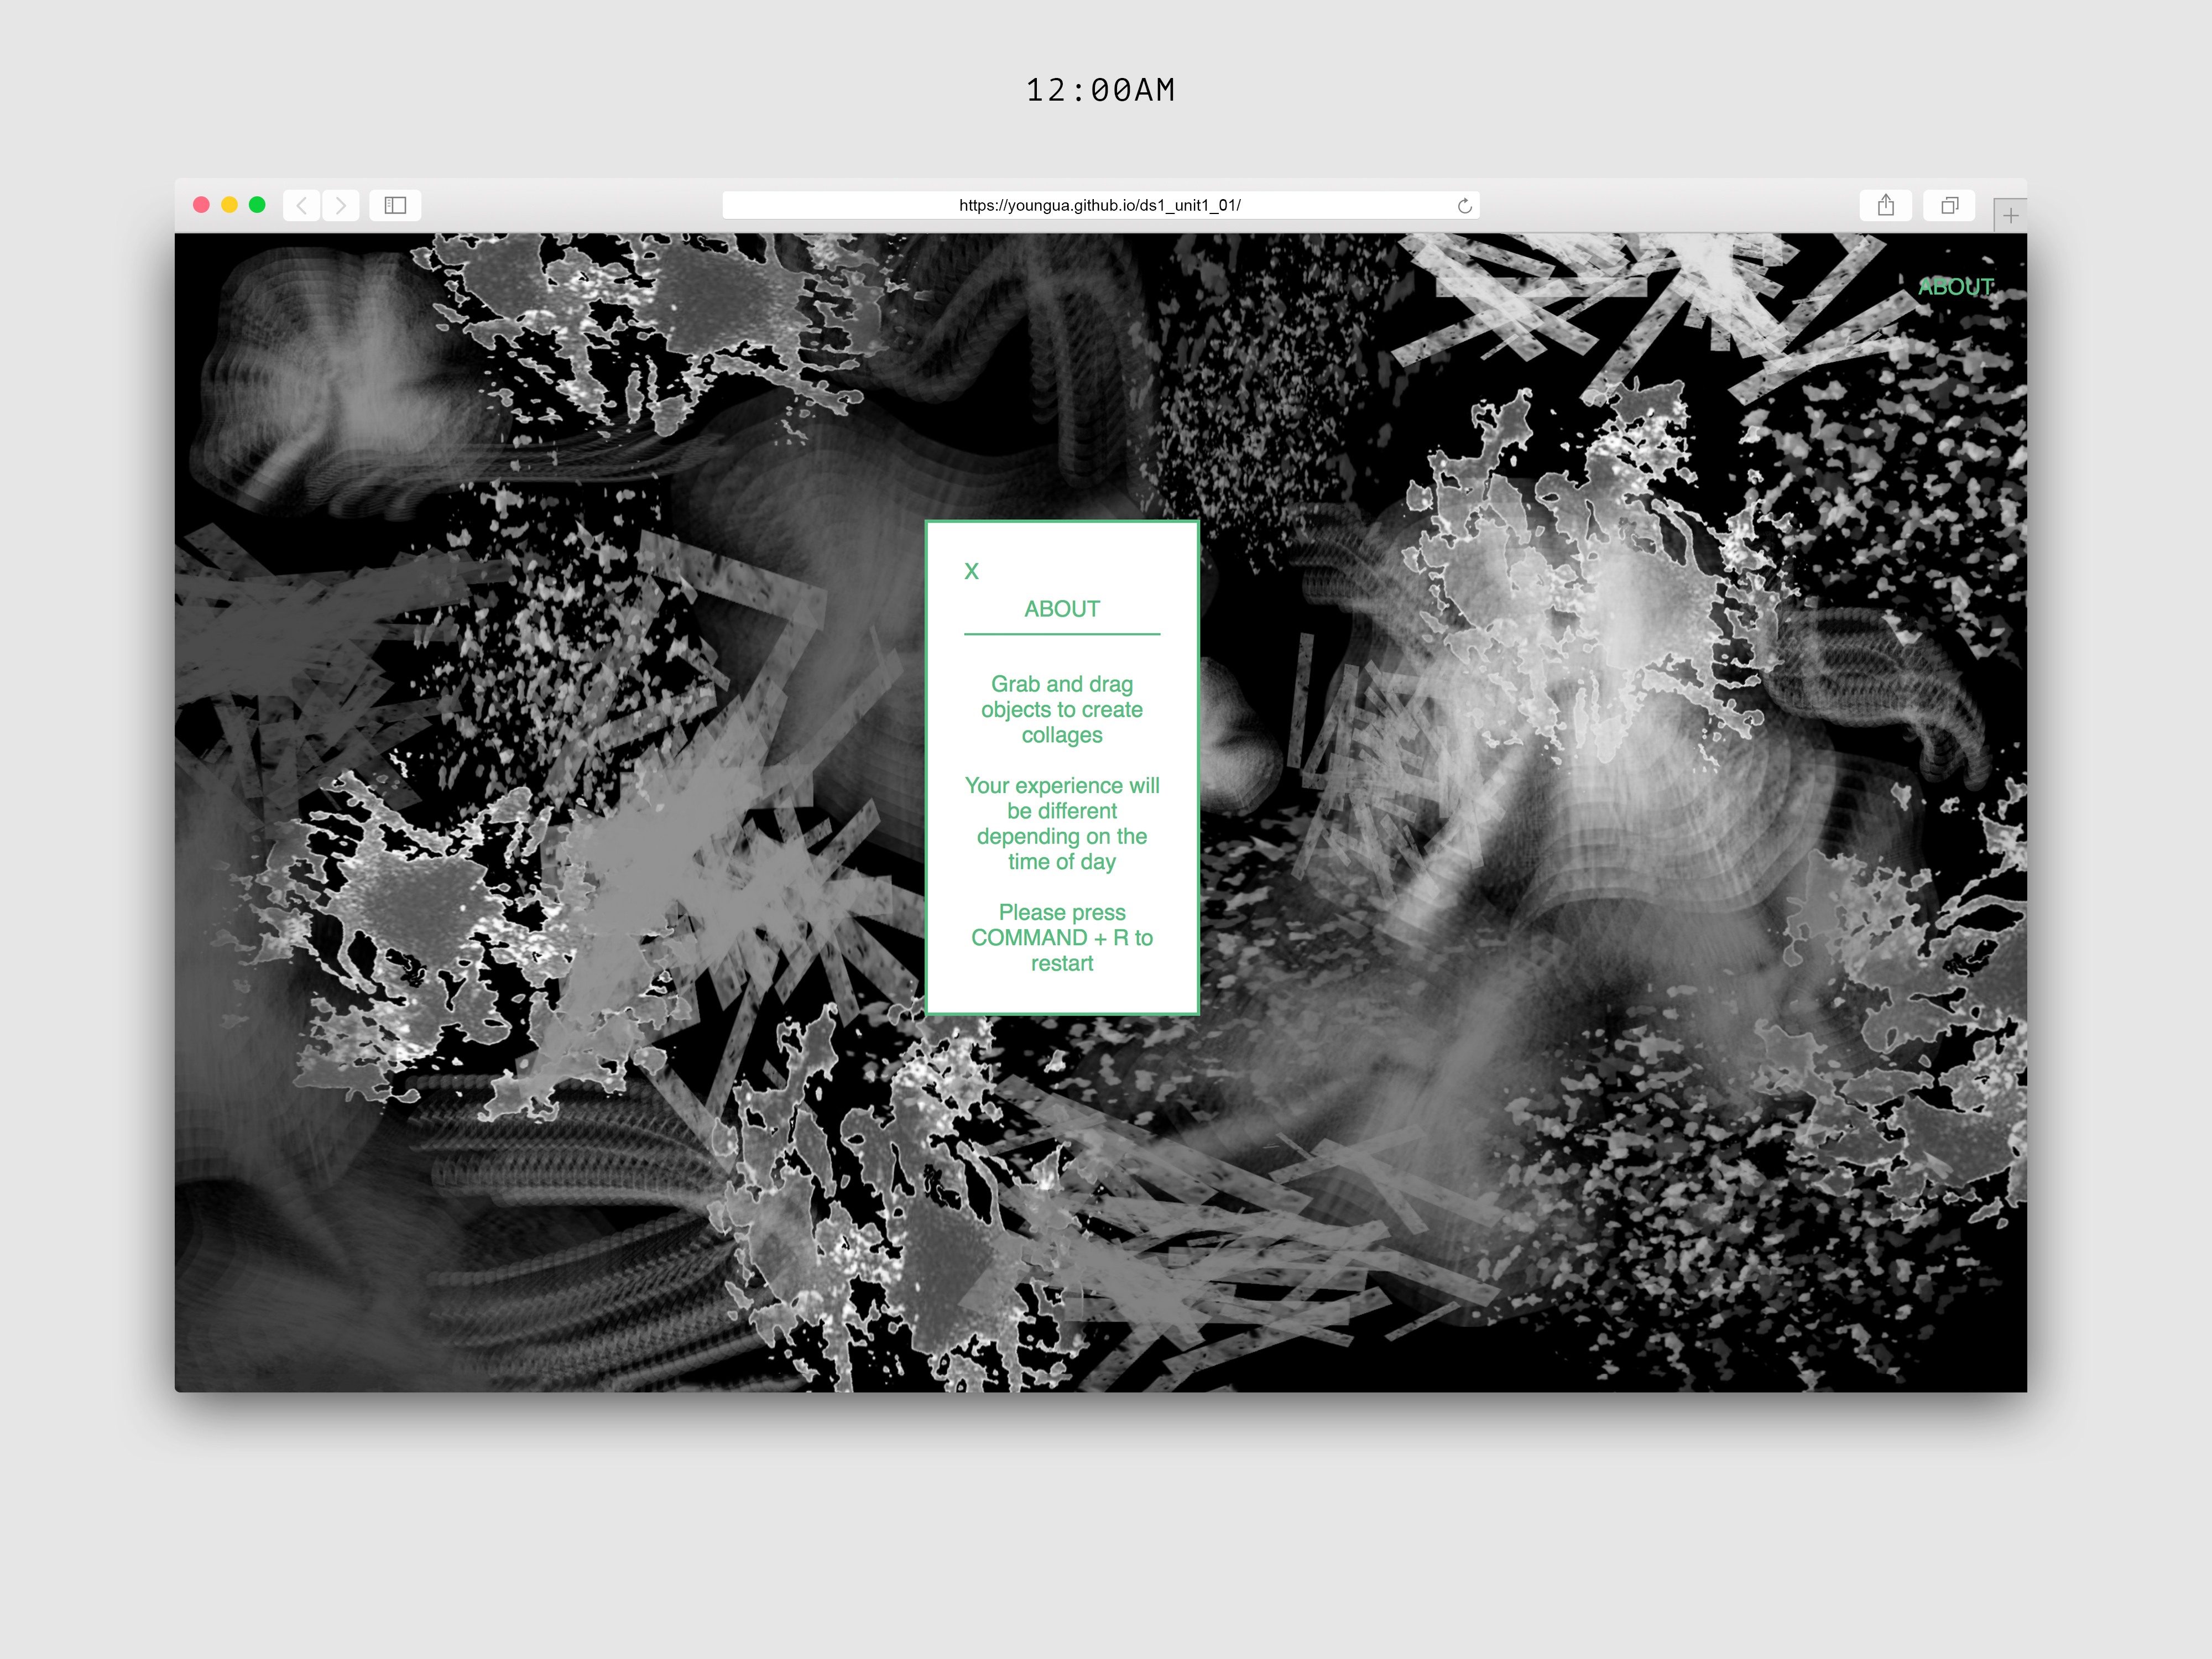 12:00AM
https://youngua.github.io/ds1_unit1_01/
ABOUT
X
ABOUT
Grab and drag
objects to create
collages
Your experience will
be different
depending on the
time of day
Please press
COMMAND + R to
restart